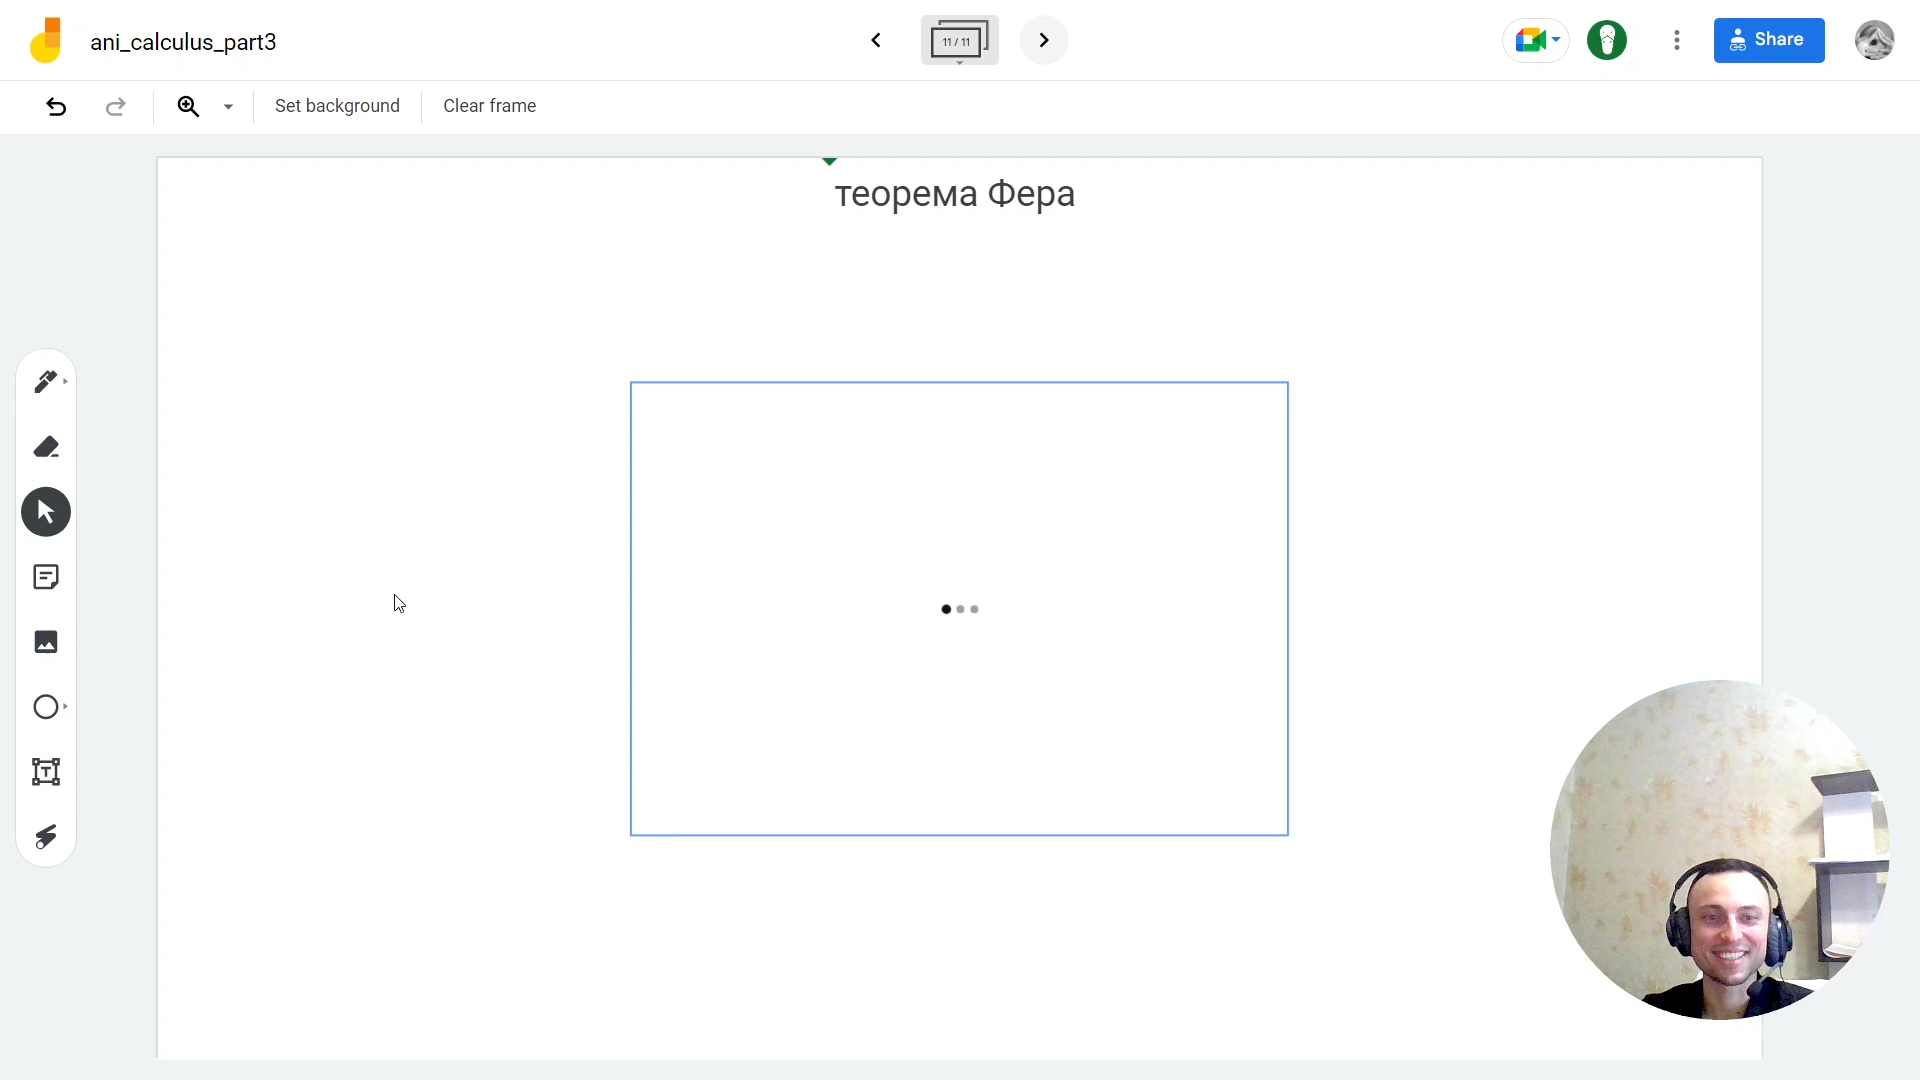 ani_calculus_part3
11 / 11
Share
Set background
Clear frame
теорема Фера